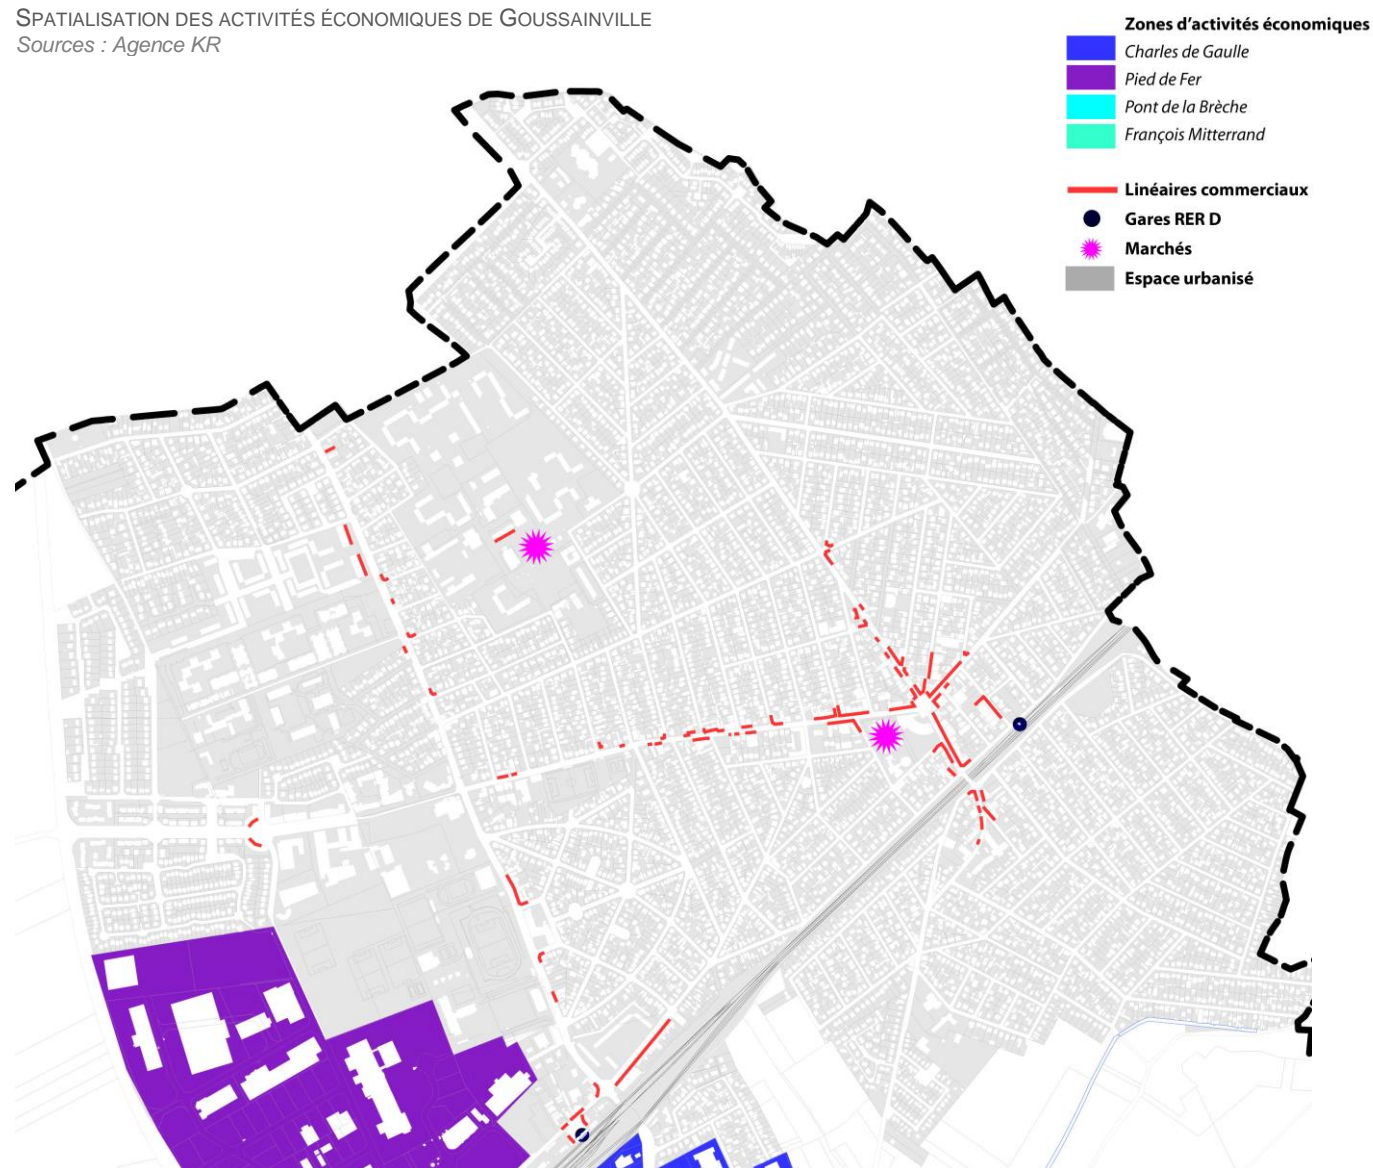 SPATIALISATION DES ACTIVITÉS ÉCONOMIQUES DE GOUSSAINVILLE
Sources : Agence KR
Zones d'activités économiques
Charles de Gaulle
Pied de Fer
Pont de la Brèche
François Mitterrand
Linéaires commerciaux
Gares RER D
Marchés
Espace urbanisé